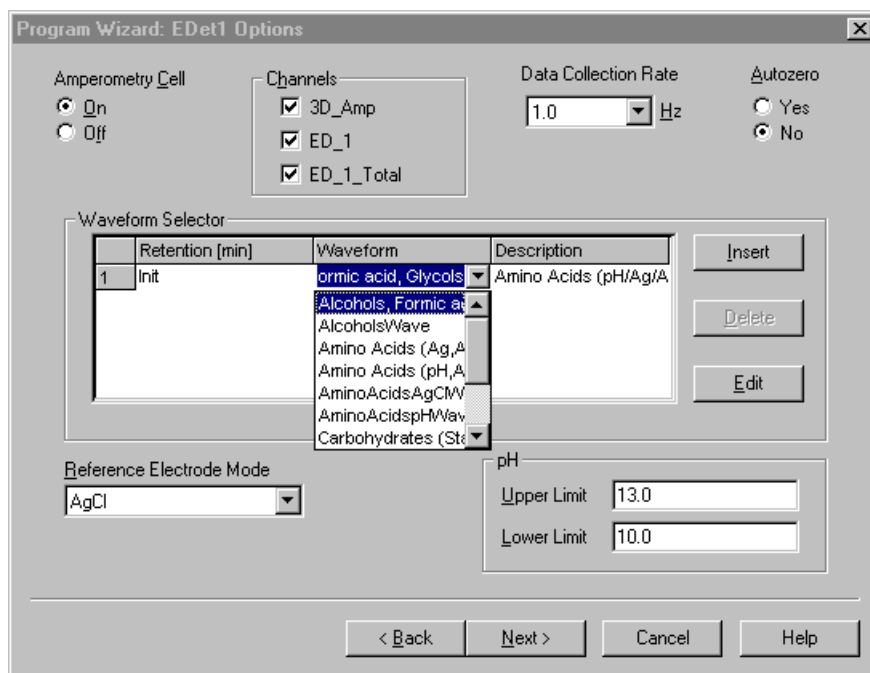 Program Wizard: EDet1 Options
Amperometry Cell
On
Off
Channels
3D_Amp
ED_1
ED_1_Total
Data Collection Rate
1.0 Hz
Autozero
Yes
No
Waveform Selector
Retention [min] Waveform Description
1 Init ormic acid, Glycols Amino Acids (pH/Ag/A
Alcohols, Formic a
AlcoholsWave
Amino Acids (Ag,A
Amino Acids (pH,A
AminoAcidsAgClW
AminoAcidspHWav
Carbohydrates (Sta
Insert
Delete
Edit
Reference Electrode Mode
AgCl
pH
Upper Limit 13.0
Lower Limit 10.0
< Back Next > Cancel Help